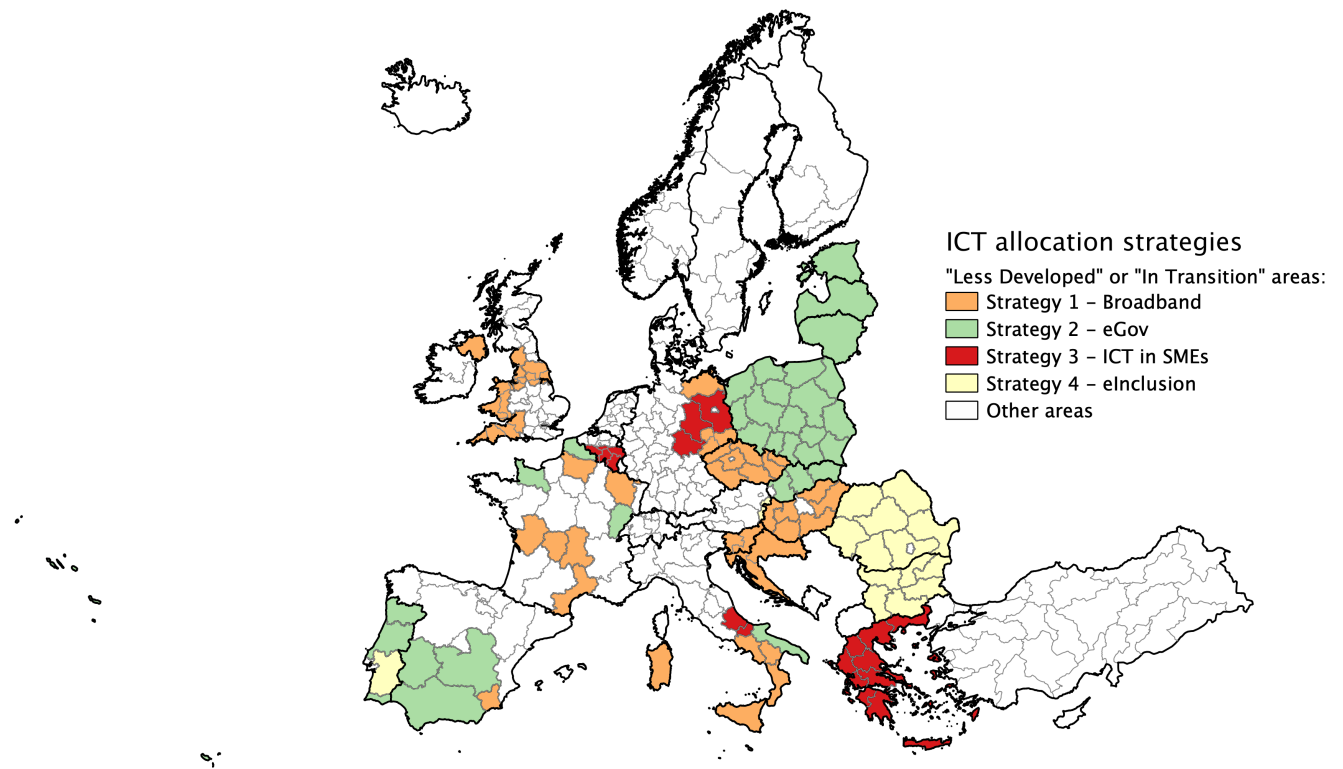 ICT allocation strategies
"Less Developed" or "In Transition" areas:
Strategy 1 – Broadband
Strategy 2 – eGov
Strategy 3 – ICT in SMEs
Strategy 4 – eInclusion
Other areas